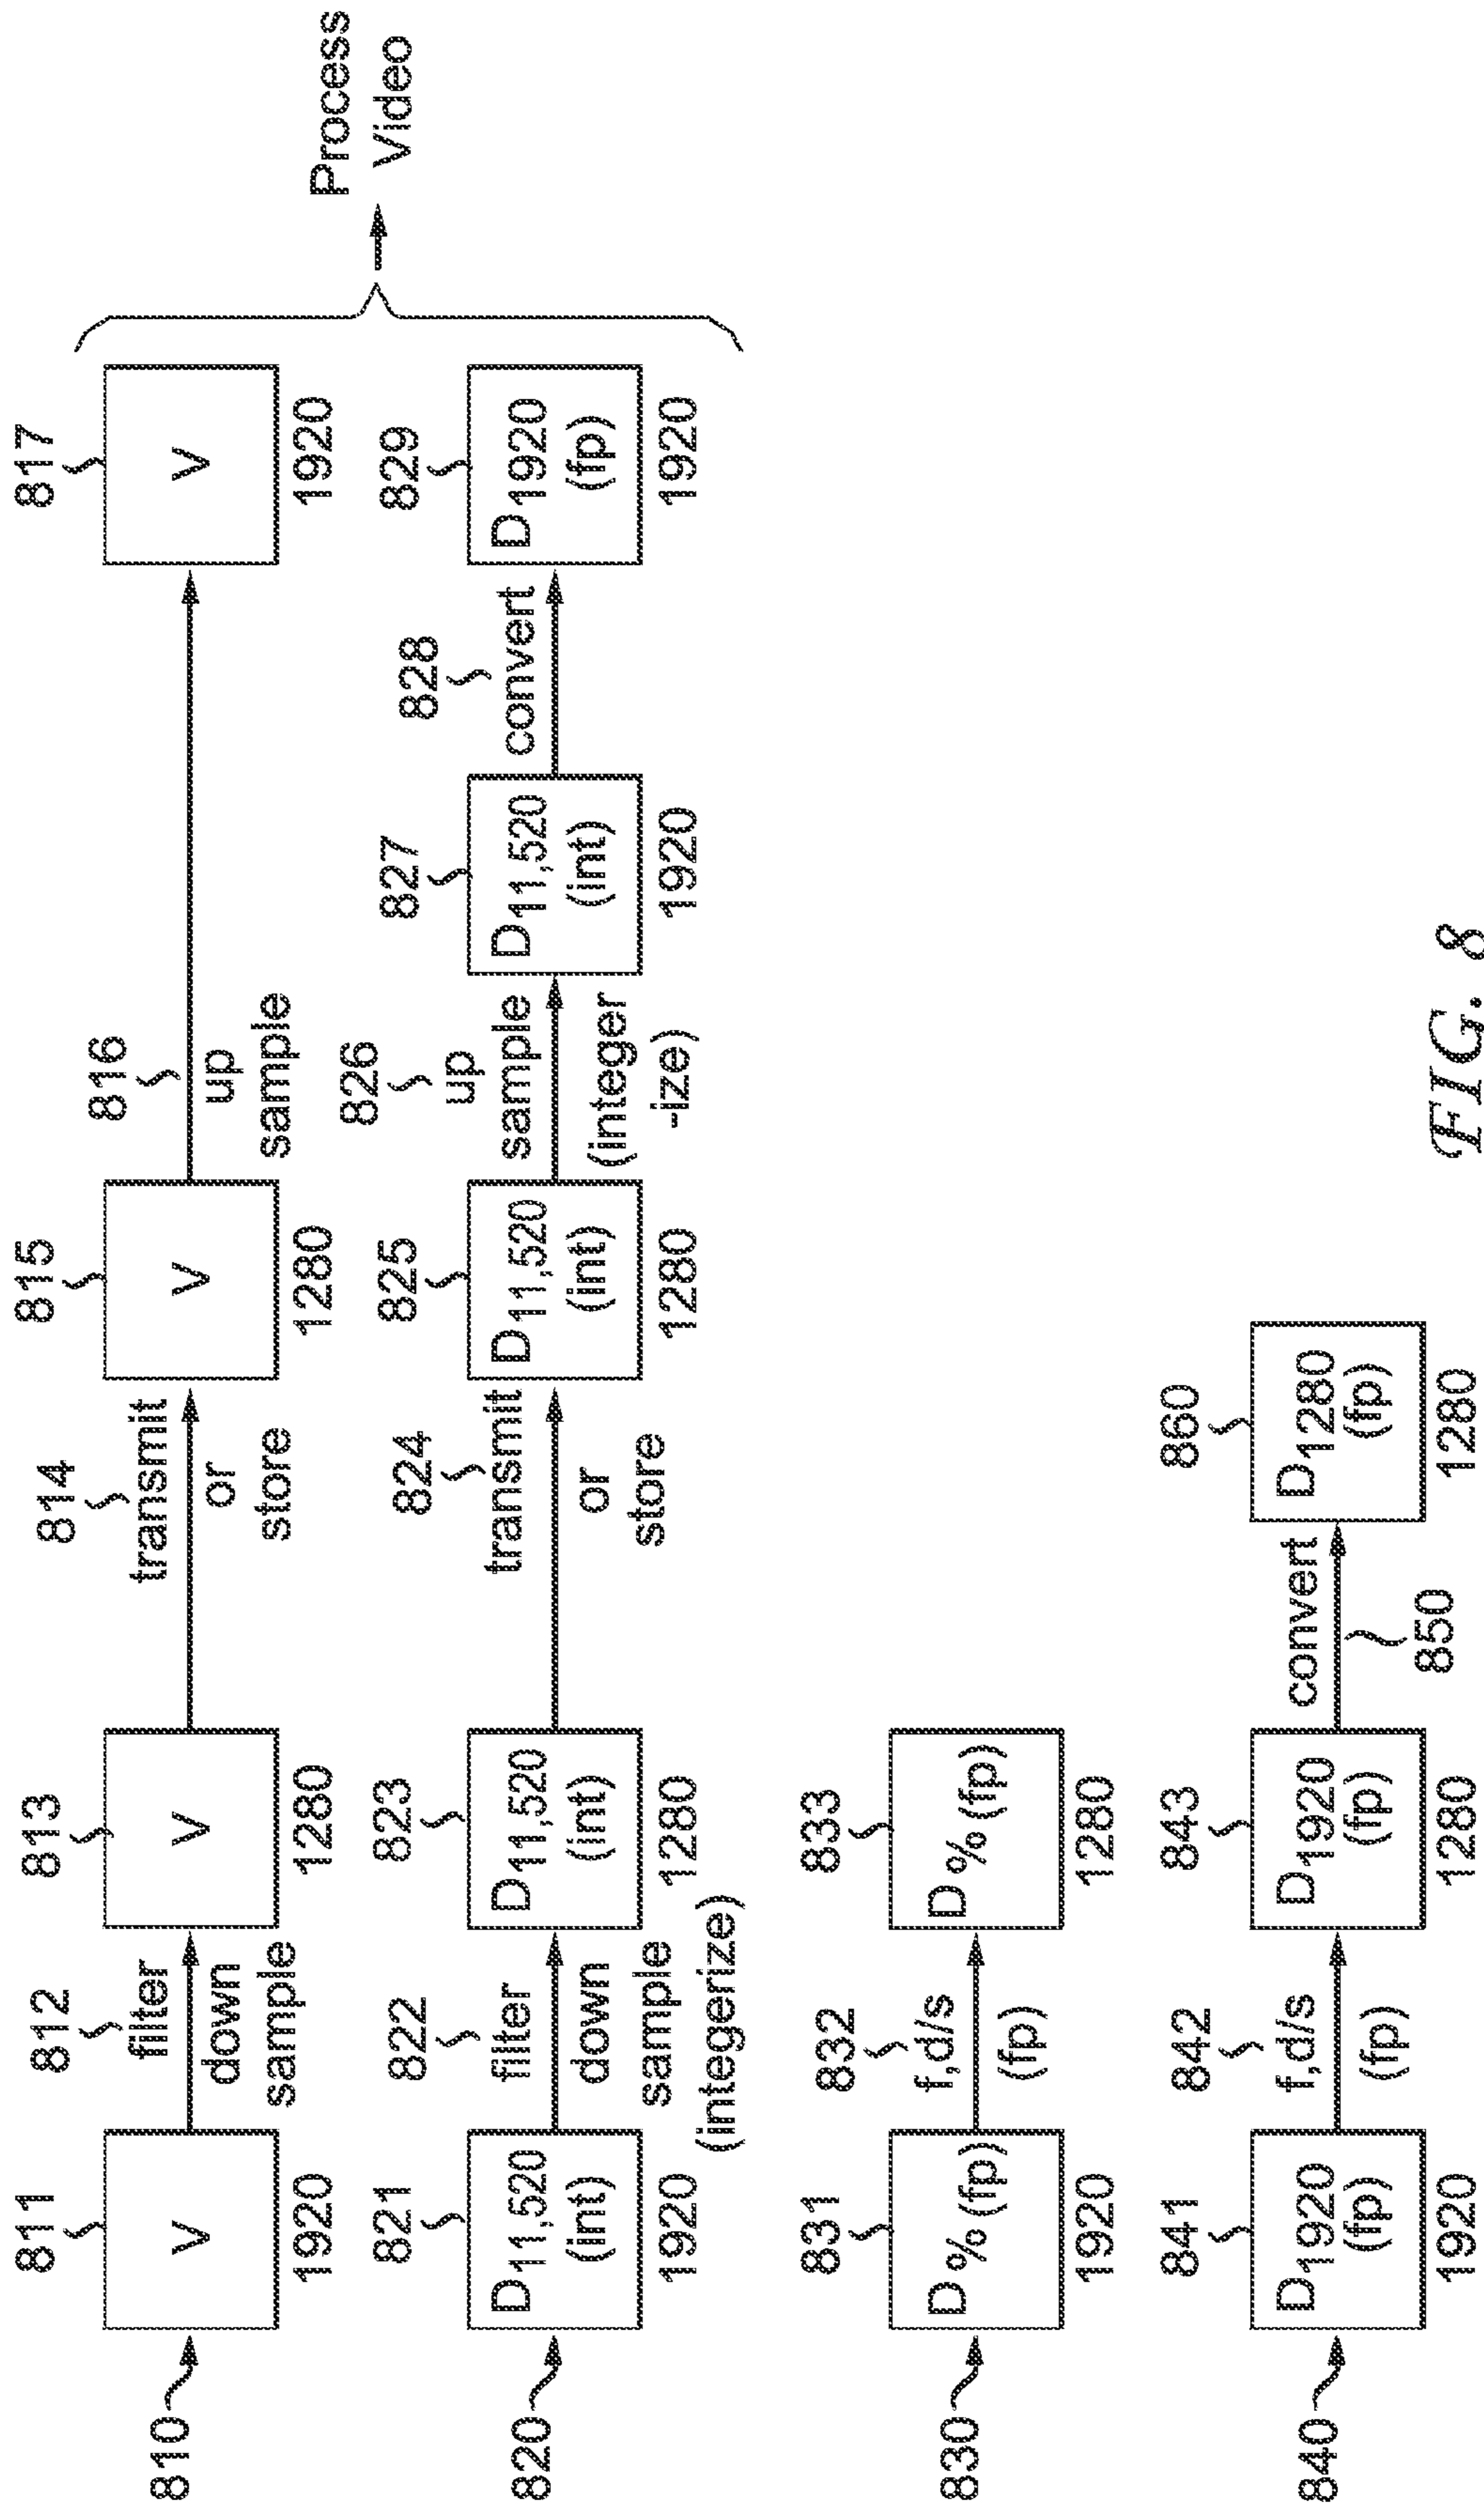 811
812
813
814
815
816
817
810
V
filter
down
sample
V
transmit
or
store
V
up
sample
V
Process
Video
1920
1280
1280
1920
821
822
823
824
825
826
827
828
829
820
D11,520
(int)
filter
down
sample
(integerize)
D11,520
(int)
transmit
or
store
D11,520
(int)
up
sample
(integer
-ize)
D11,520
(int)
convert
D1920
(fp)
1920
1280
1280
1920
1920
831
832
833
830
D% (fp)
f,d/s
(fp)
D% (fp)
1920
1280
841
842
843
860
840
D1920
(fp)
f,d/s
(fp)
D1920
(fp)
convert
850
D1280
(fp)
1920
1280
1280
FIG. 8